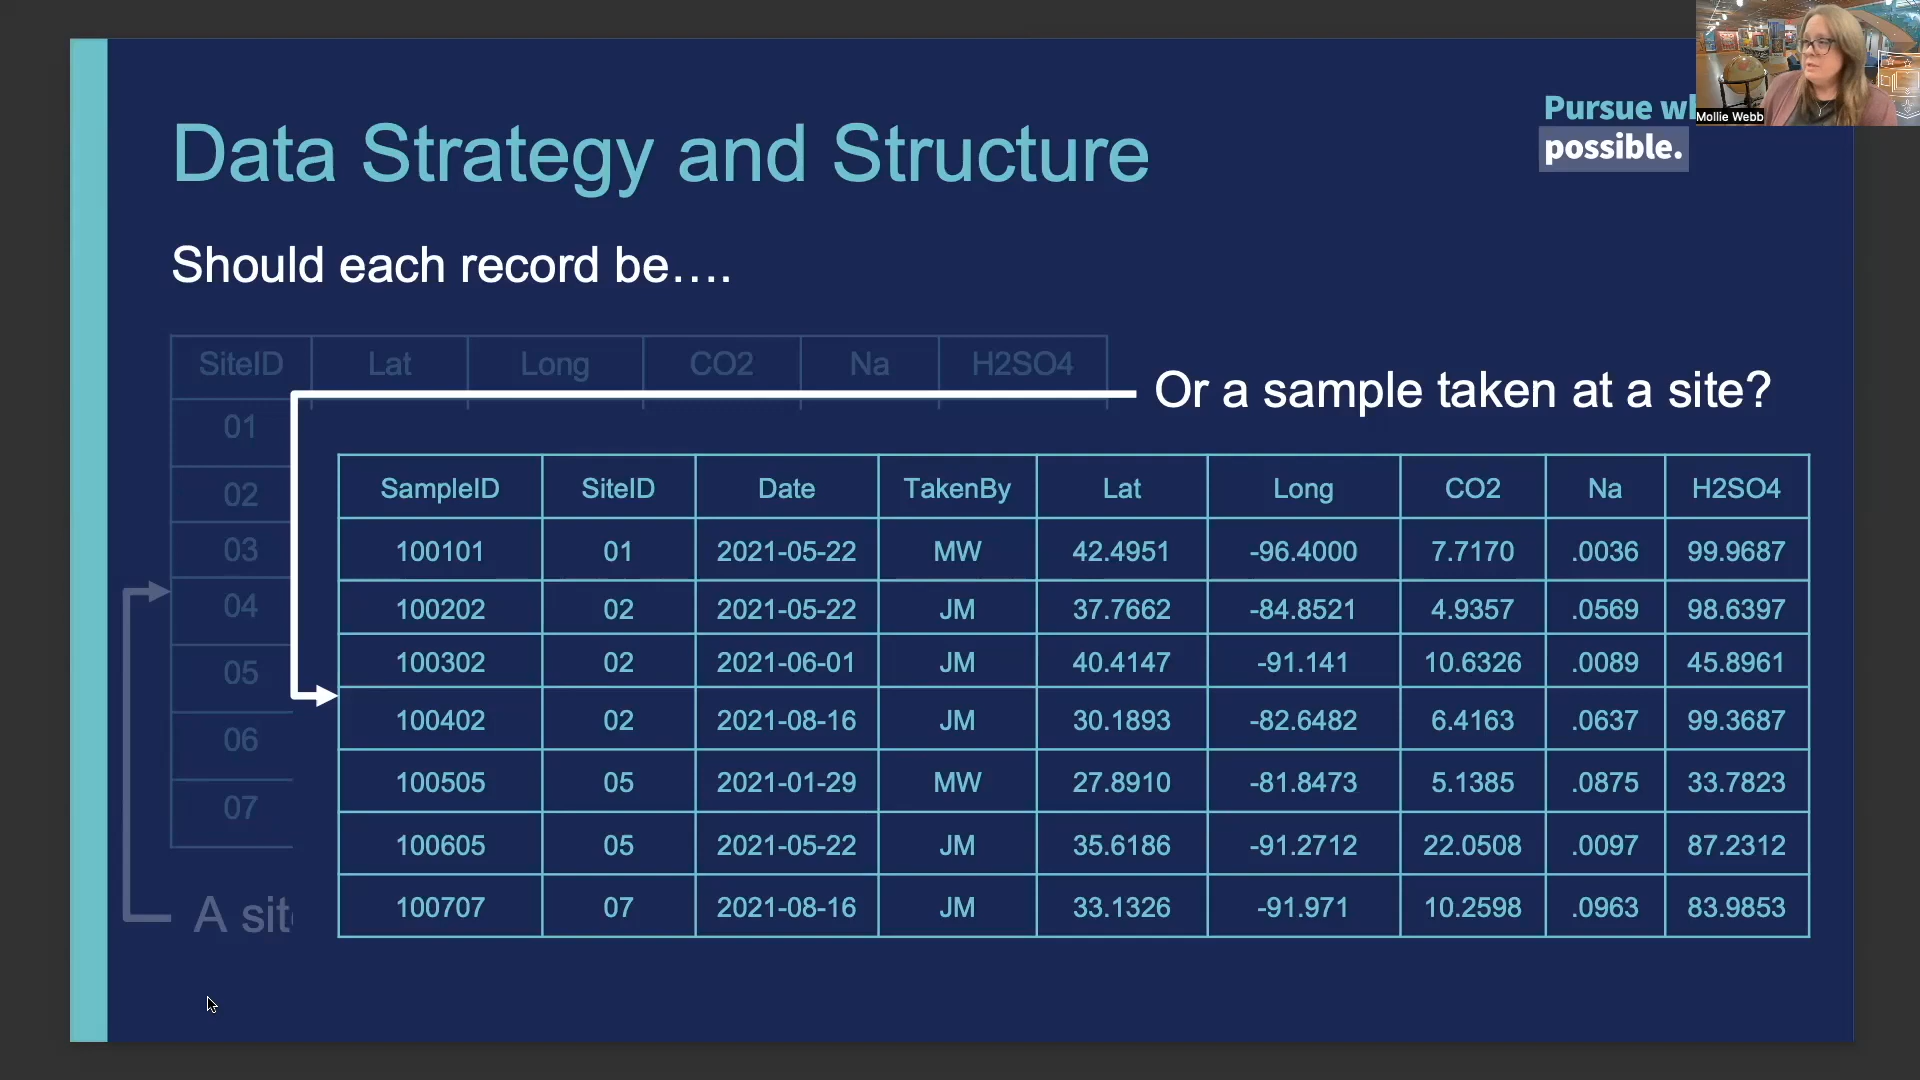 Pursue wh
possible.
Mollie Webb
Data Strategy and Structure
Should each record be….
SiteID Lat Long CO2 Na H2SO4
01
02
03
04
05
06
07
A site
Or a sample taken at a site?
SampleID SiteID Date TakenBy Lat Long CO2 Na H2SO4
100101 01 2021-05-22 MW 42.4951 -96.4000 7.7170 .0036 99.9687
100202 02 2021-05-22 JM 37.7662 -84.8521 4.9357 .0569 98.6397
100302 02 2021-06-01 JM 40.4147 -91.141 10.6326 .0089 45.8961
100402 02 2021-08-16 JM 30.1893 -82.6482 6.4163 .0637 99.3687
100505 05 2021-01-29 MW 27.8910 -81.8473 5.1385 .0875 33.7823
100605 05 2021-05-22 JM 35.6186 -91.2712 22.0508 .0097 87.2312
100707 07 2021-08-16 JM 33.1326 -91.971 10.2598 .0963 83.9853